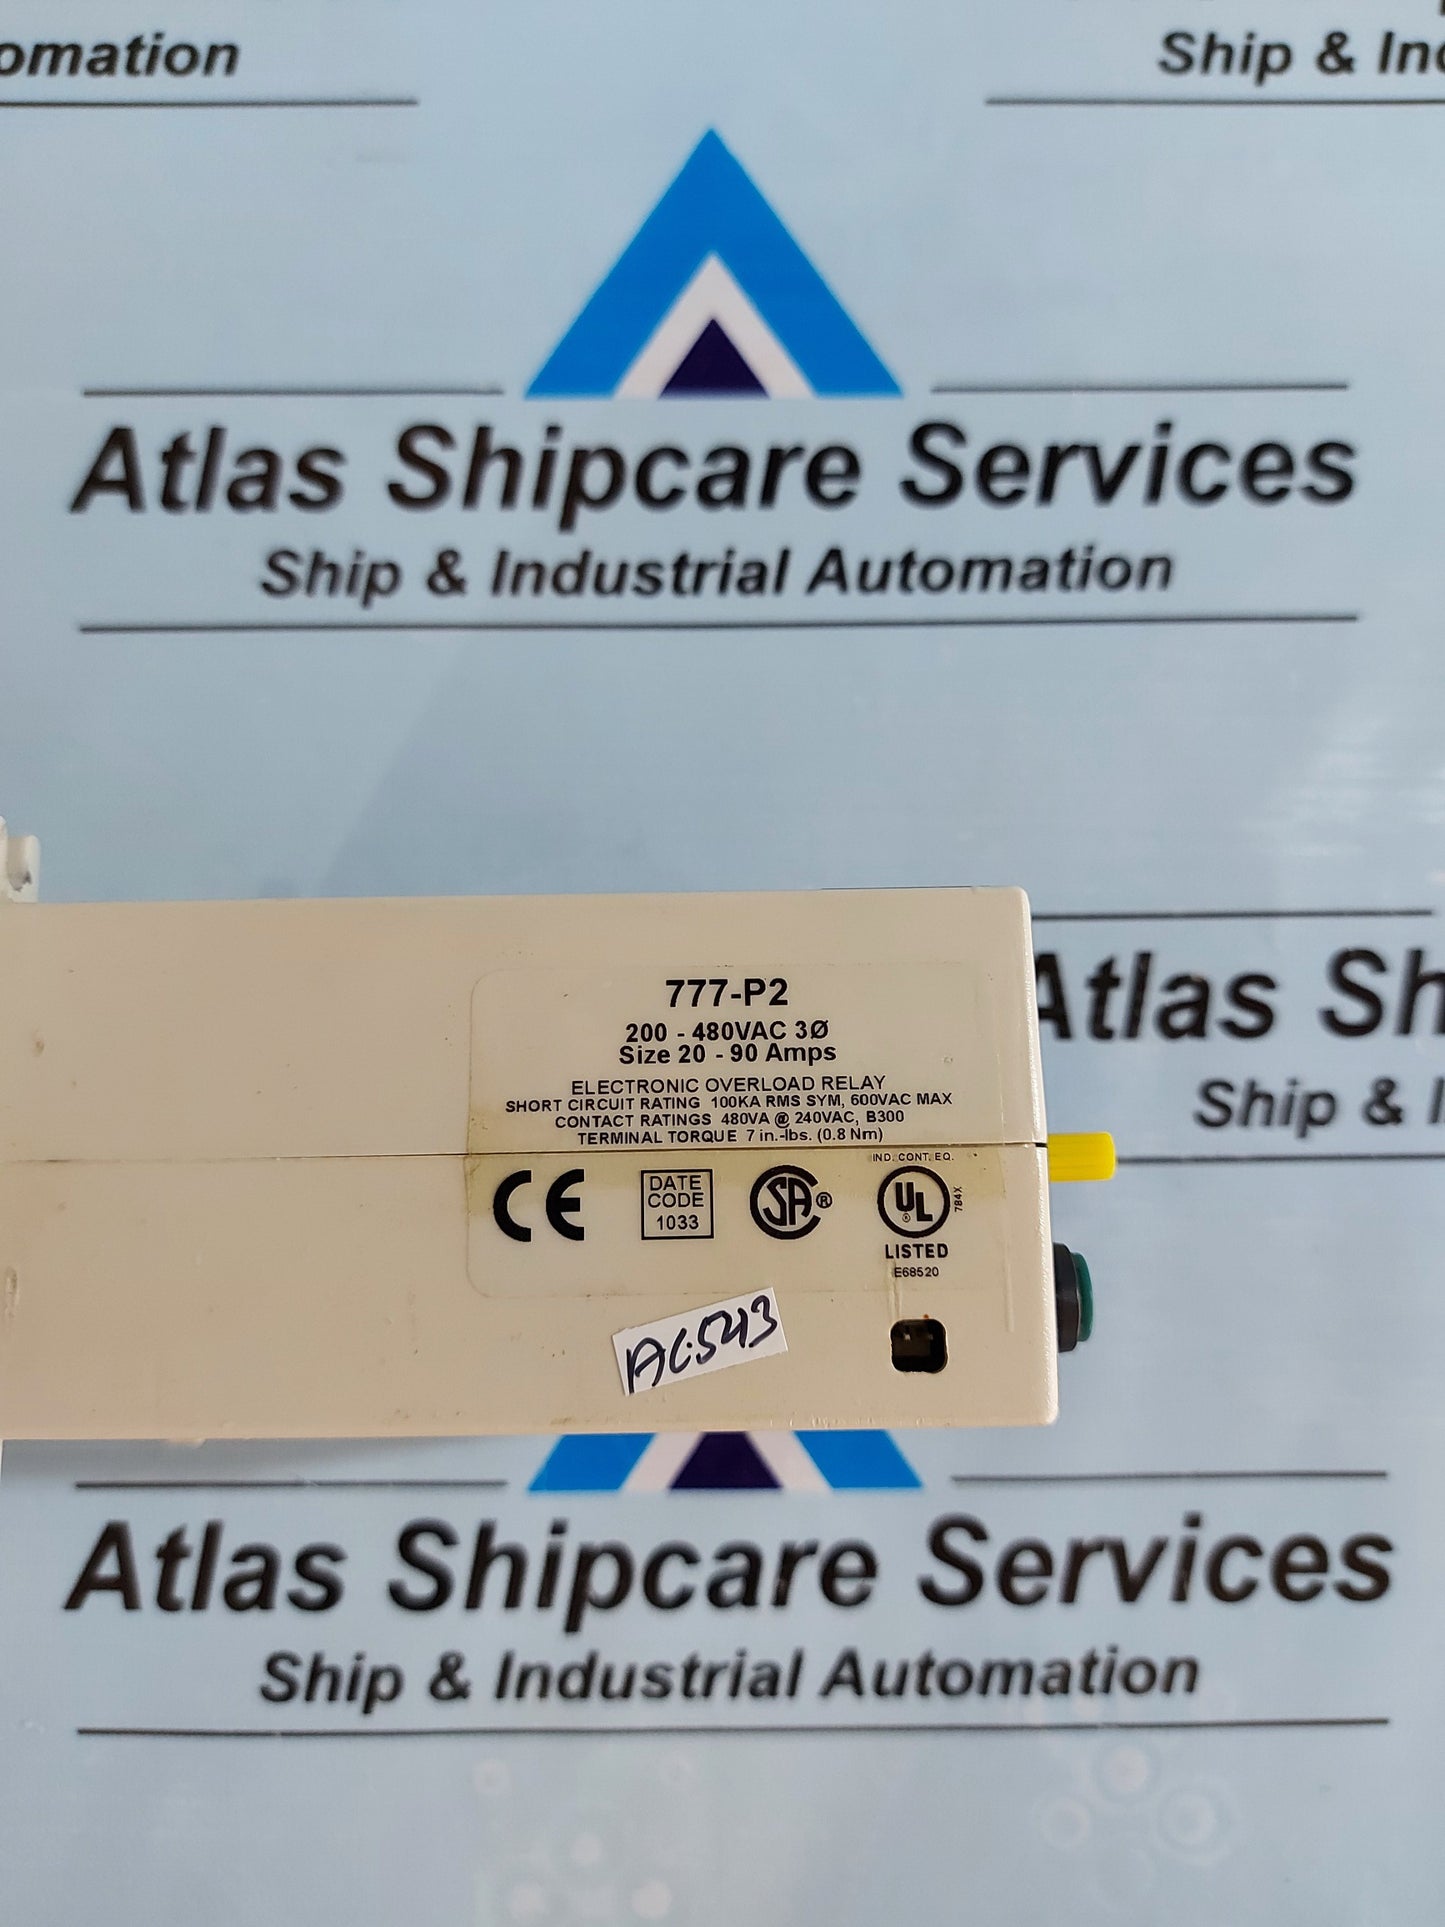 omation
Ship & Ind
Atlas Shipcare Services
Ship & Industrial Automation
777-P2
200 - 480VAC 3Ø
Size 20 - 90 Amps
ELECTRONIC OVERLOAD RELAY
SHORT CIRCUIT RATING 100KA RMS SYM, 600VAC MAX
CONTACT RATINGS 480VA @ 240VAC, B300
TERMINAL TORQUE 7 in.-lbs. (0.8 Nm)
CE
DATE
CODE
1033
SA®
IND. CONT. EQ.
UL
®
784X
LISTED
E68520
Atlas Sh
Ship & I
Atlas Shipcare Services
Ship & Industrial Automation